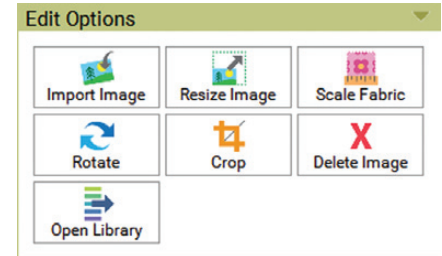 Edit Options
Import Image
Resize Image
Scale Fabric
Rotate
Crop
Delete Image
Open Library